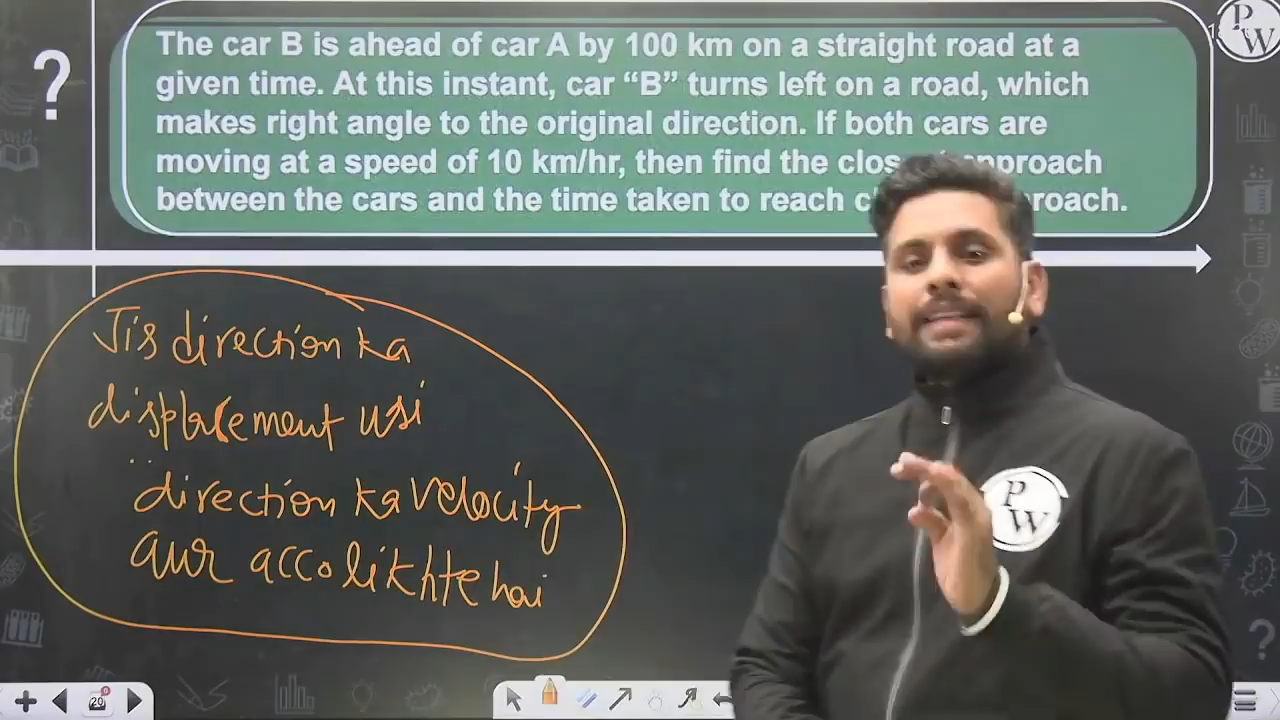 The car B is ahead of car A by 100 km on a straight road at a
given time. At this instant, car “B” turns left on a road, which
makes right angle to the original direction. If both cars are
moving at a speed of 10 km/hr, then find the approach
between the cars and the time taken to reach
?
P
W
Jis direction ka
displacement usi
direction ka velocity
aur acco likhte hai
P
W
20